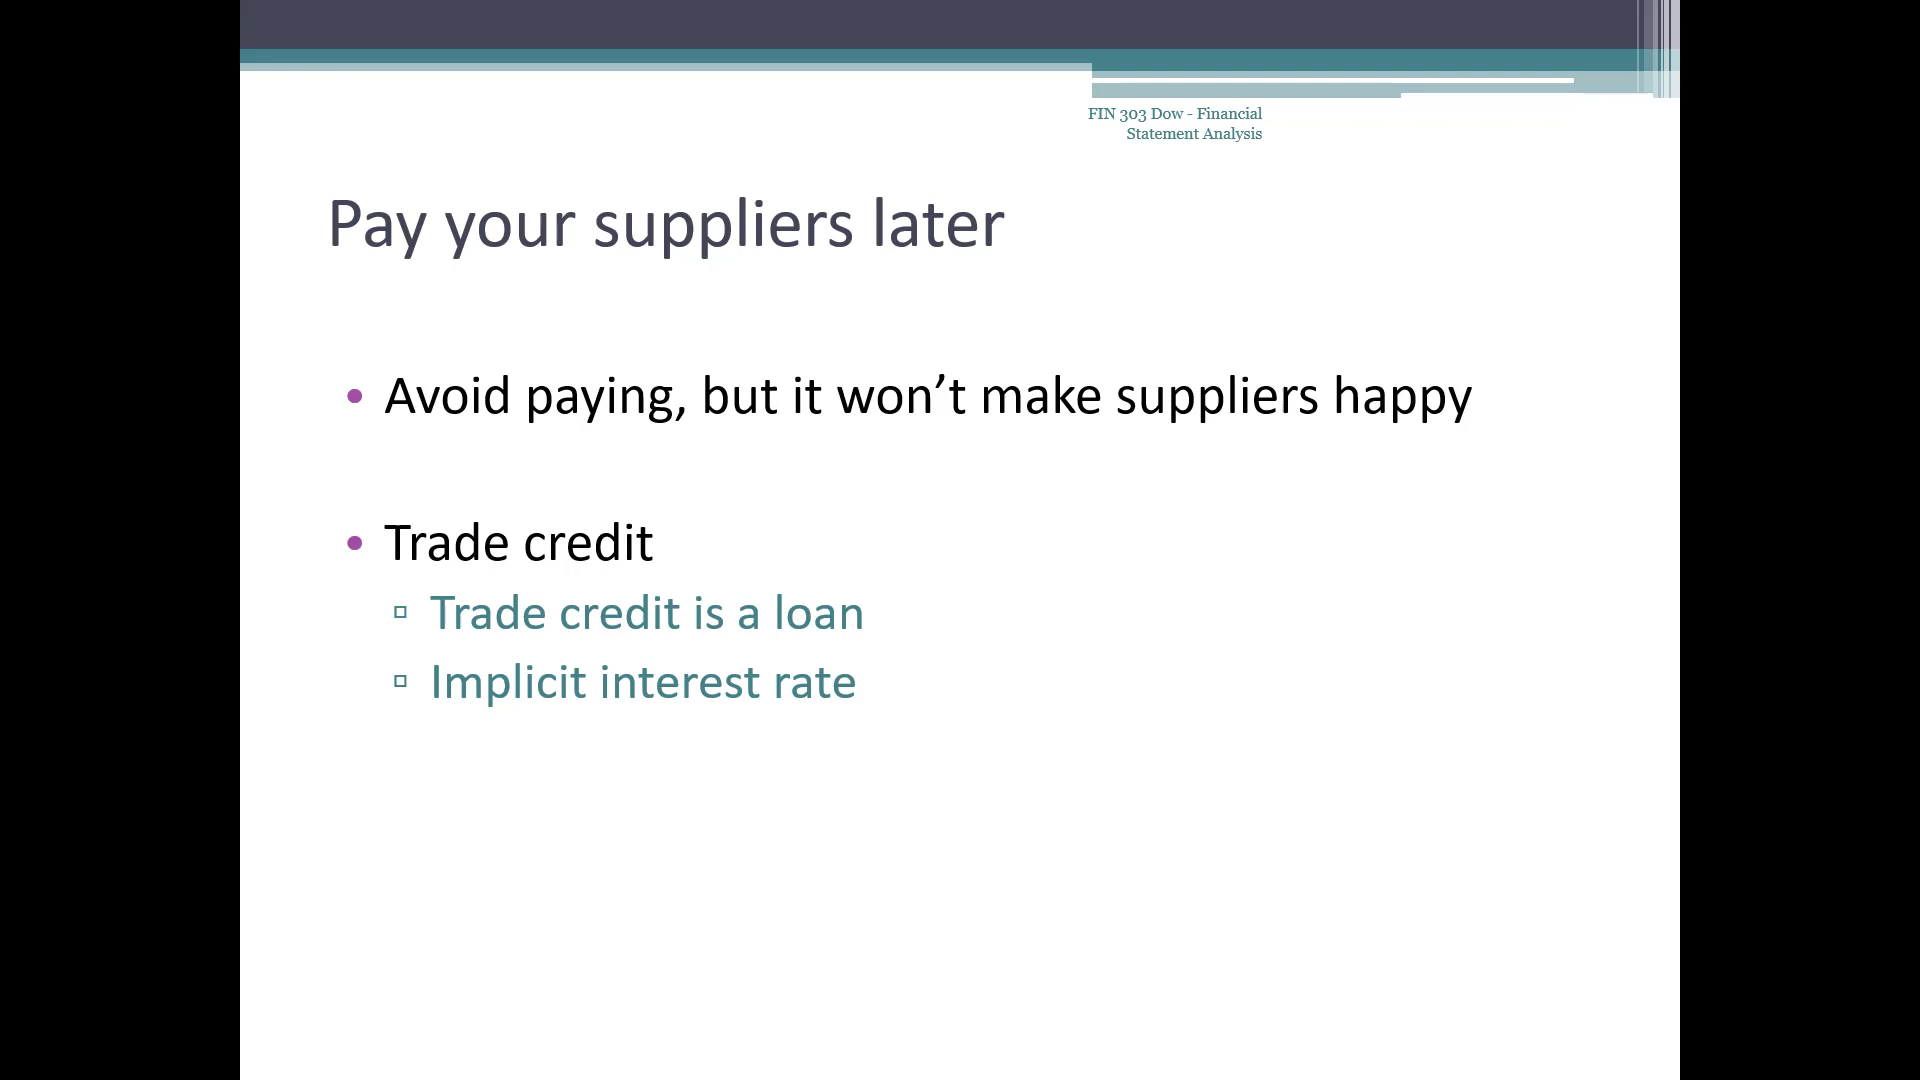 FIN 303 Dow - Financial
Statement Analysis
Pay your suppliers later
• Avoid paying, but it won’t make suppliers happy
• Trade credit
▫ Trade credit is a loan
▫ Implicit interest rate